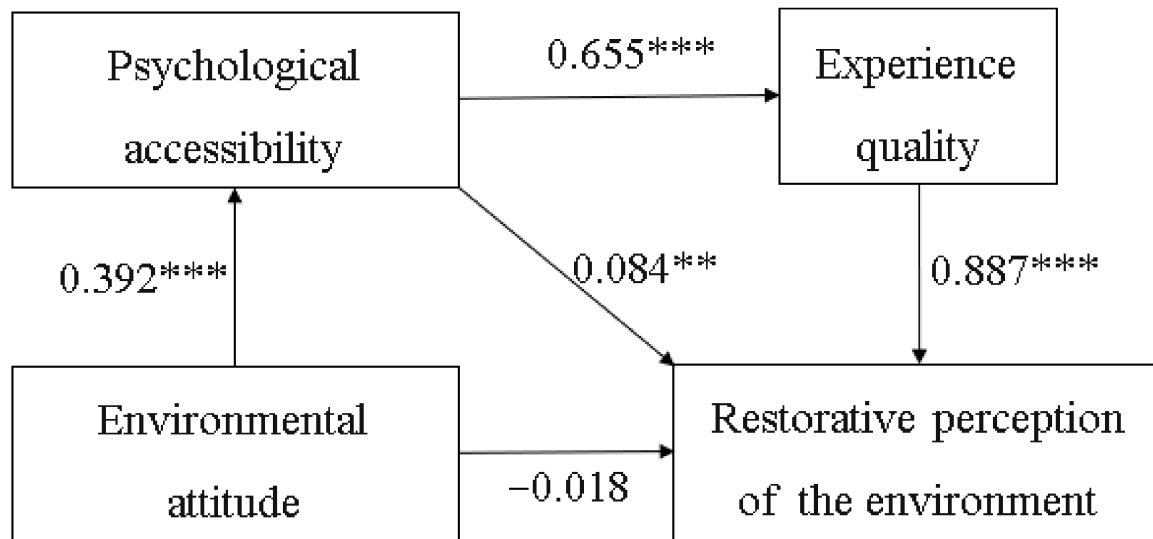 Psychological
accessibility
0.655***
Experience
quality
0.392***
0.084**
0.887***
Environmental
attitude
−0.018
Restorative perception
of the environment